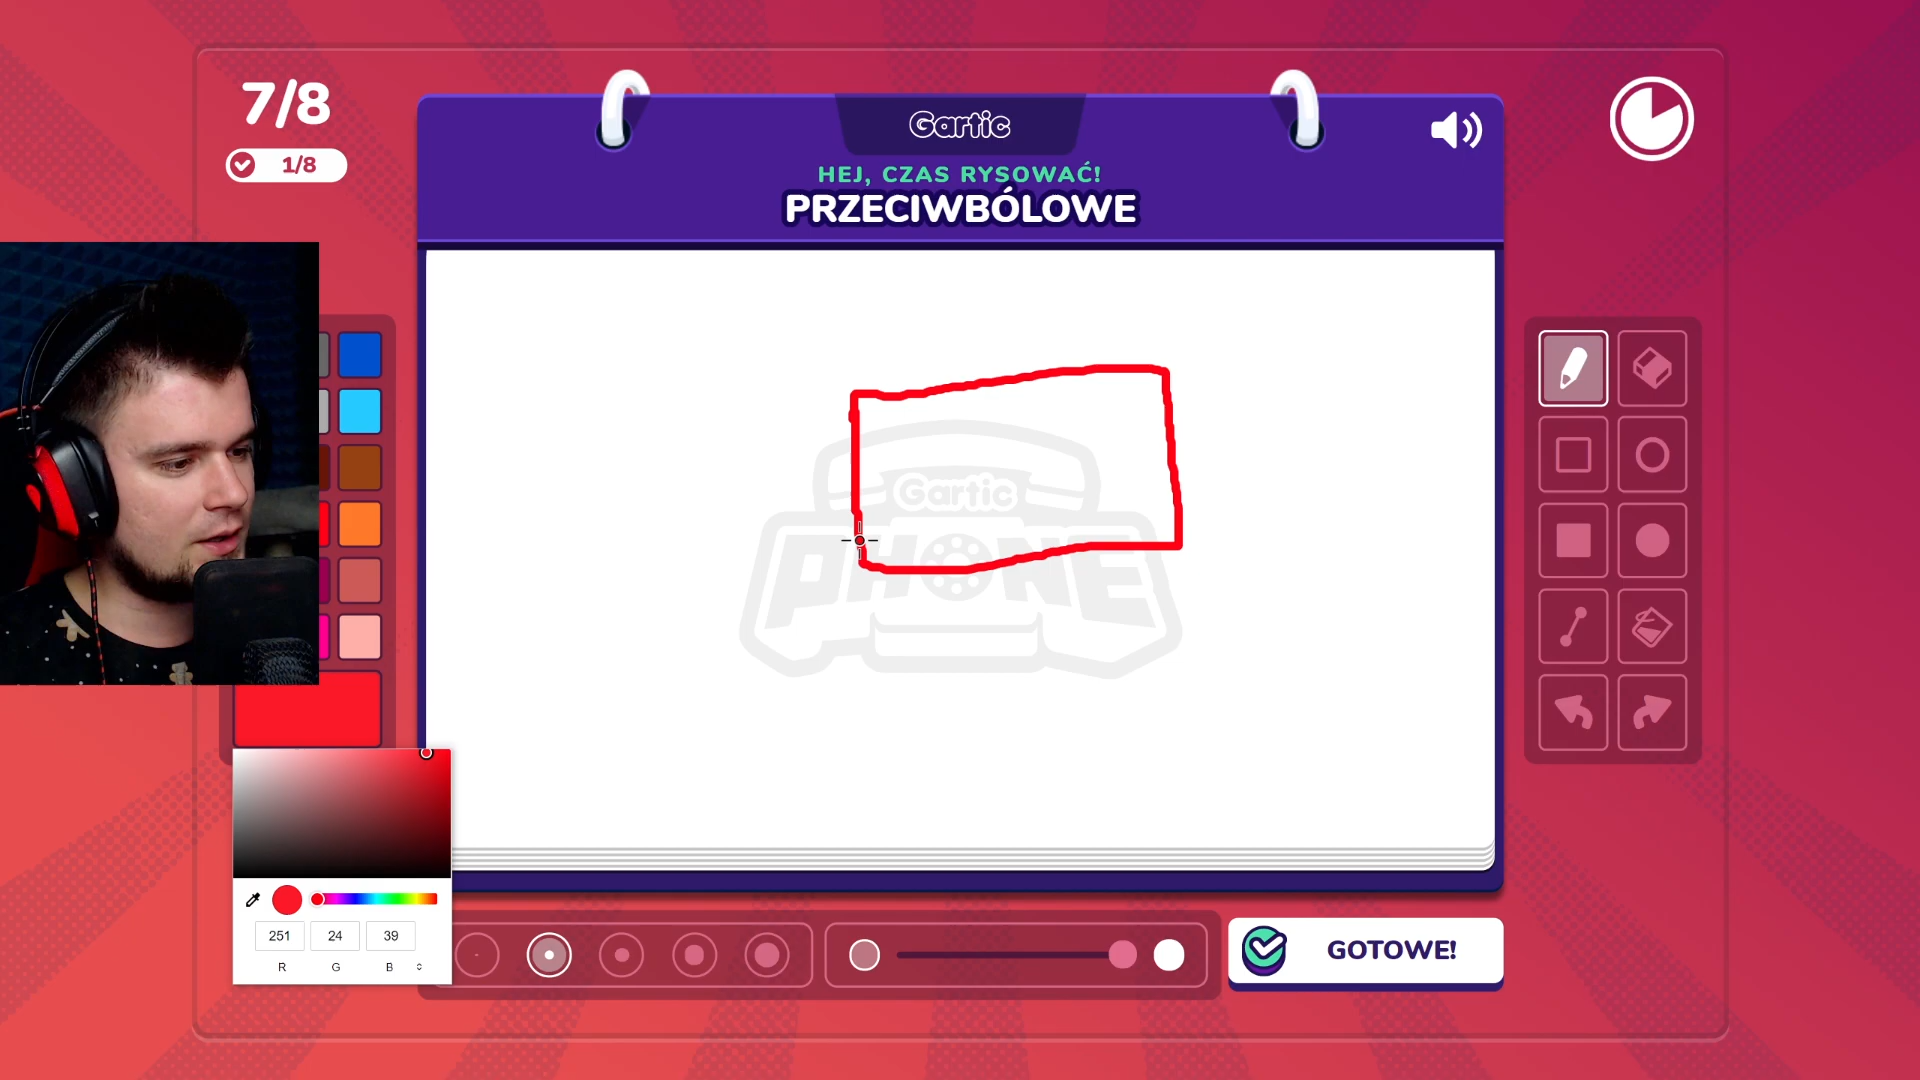 7/8
1/8
Gartic
HEJ, CZAS RYSOWAĆ!
PRZECIWBÓLOWE
Gartic
PHONE
251 24 39
R G B
GOTOWE!